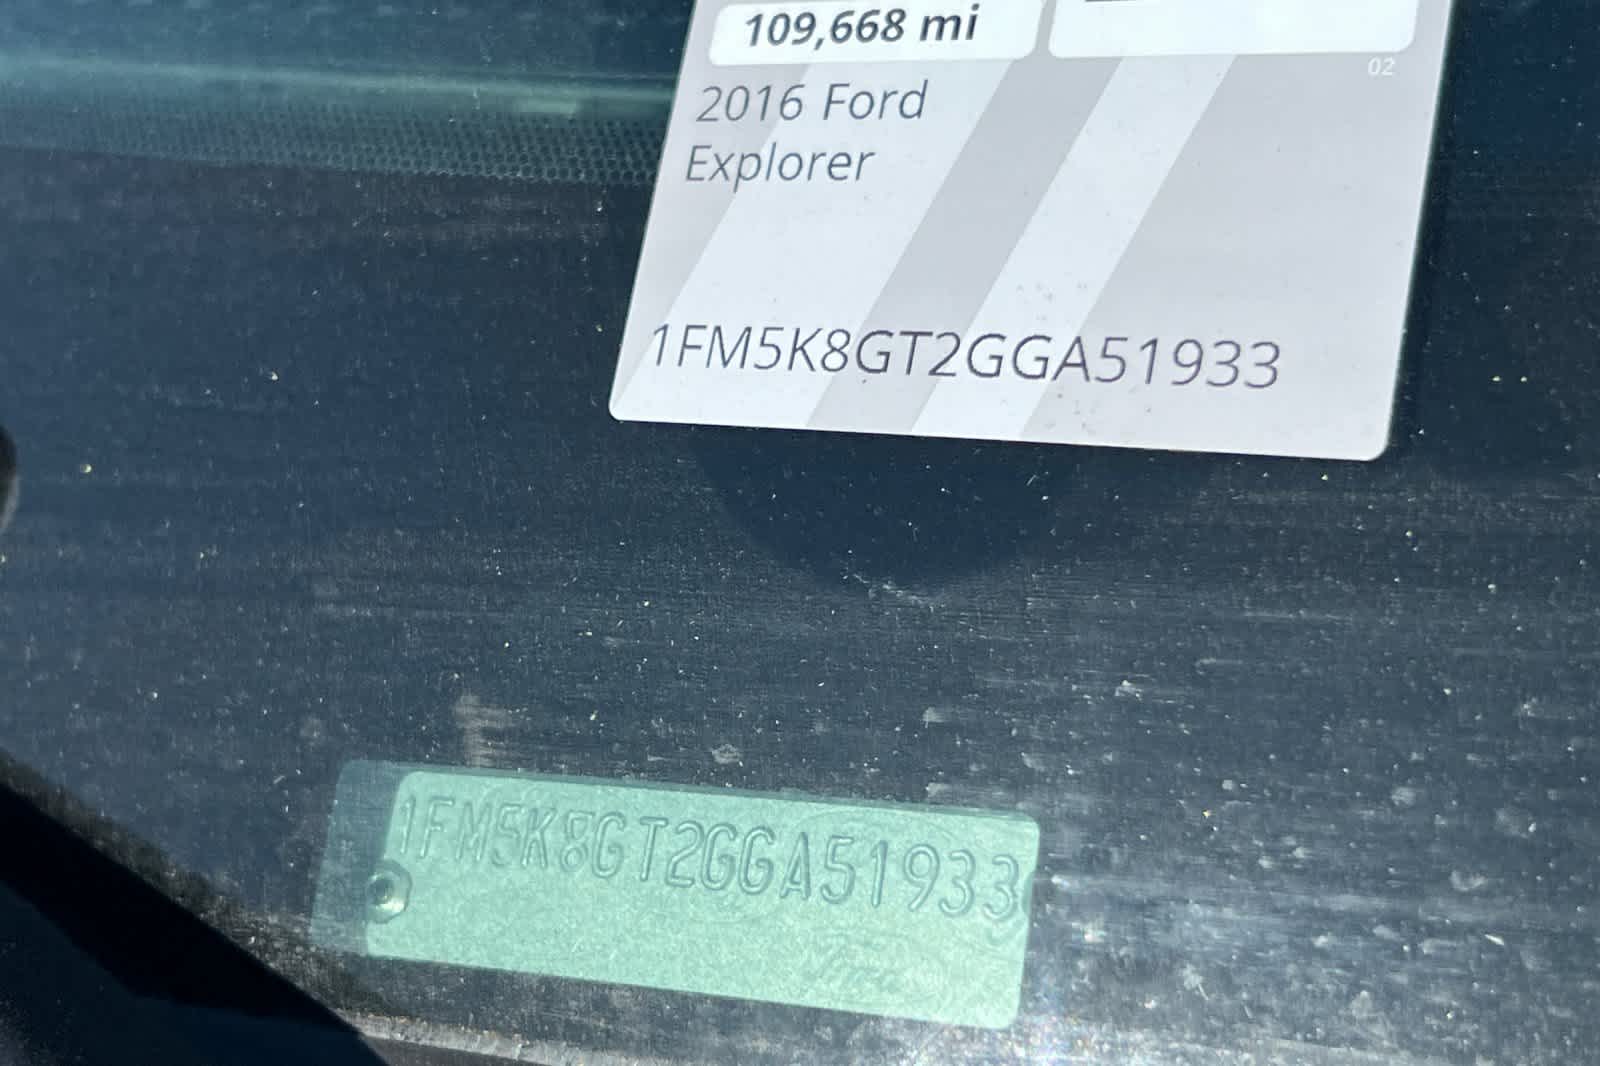 109,668 mi
02
2016 Ford
Explorer
1FM5K8GT2GGA51933
1FM5K8GT2GGA51933